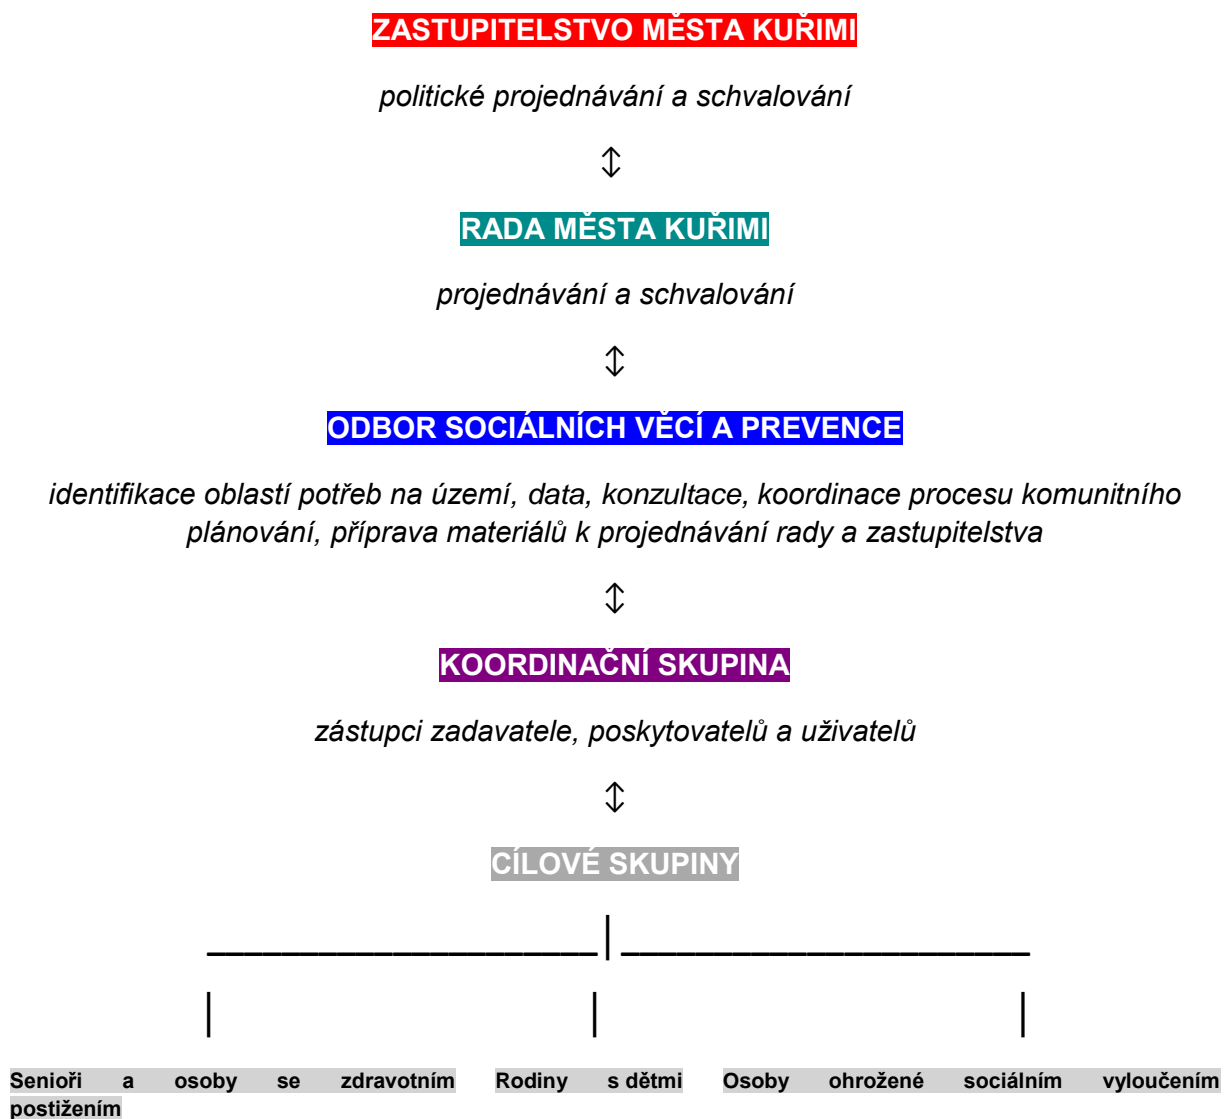 ZASTUPITELSTVO MĚSTA KUŘIMI
politické projednávání a schvalování
↕
RADA MĚSTA KUŘIMI
projednávání a schvalování
↕
ODBOR SOCIÁLNÍCH VĚCÍ A PREVENCE
identifikace oblastí potřeb na území, data, konzultace, koordinace procesu komunitního
plánování, příprava materiálů k projednávání rady a zastupitelstva
↕
KOORDINAČNÍ SKUPINA
zástupci zadavatele, poskytovatelů a uživatelů
↕
CÍLOVÉ SKUPINY
Senioři a osoby se zdravotním Rodiny s dětmi Osoby ohrožené sociálním vyloučením
postižením